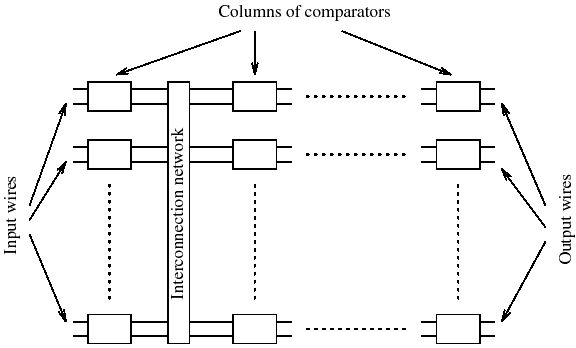 Columns of comparators
Input wires
Interconnection network
Output wires